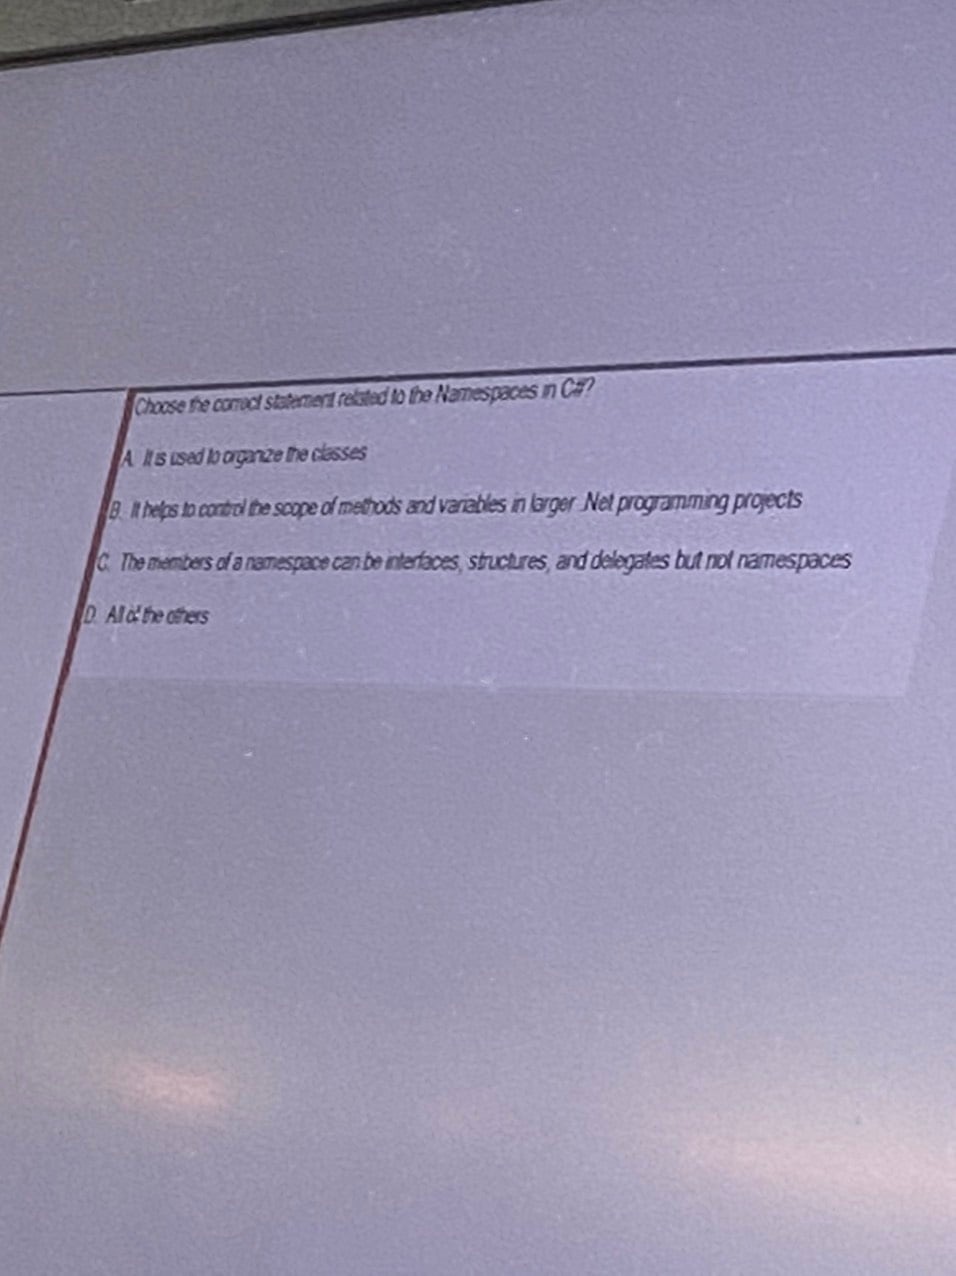 Choose the correct statement related to the Namespaces in C#?
A. It is used to organize the classes
B. It helps to control the scope of methods and variables in larger .Net programming projects
C. The members of a namespace can be interfaces, structures, and delegates but not namespaces
D. All of the others